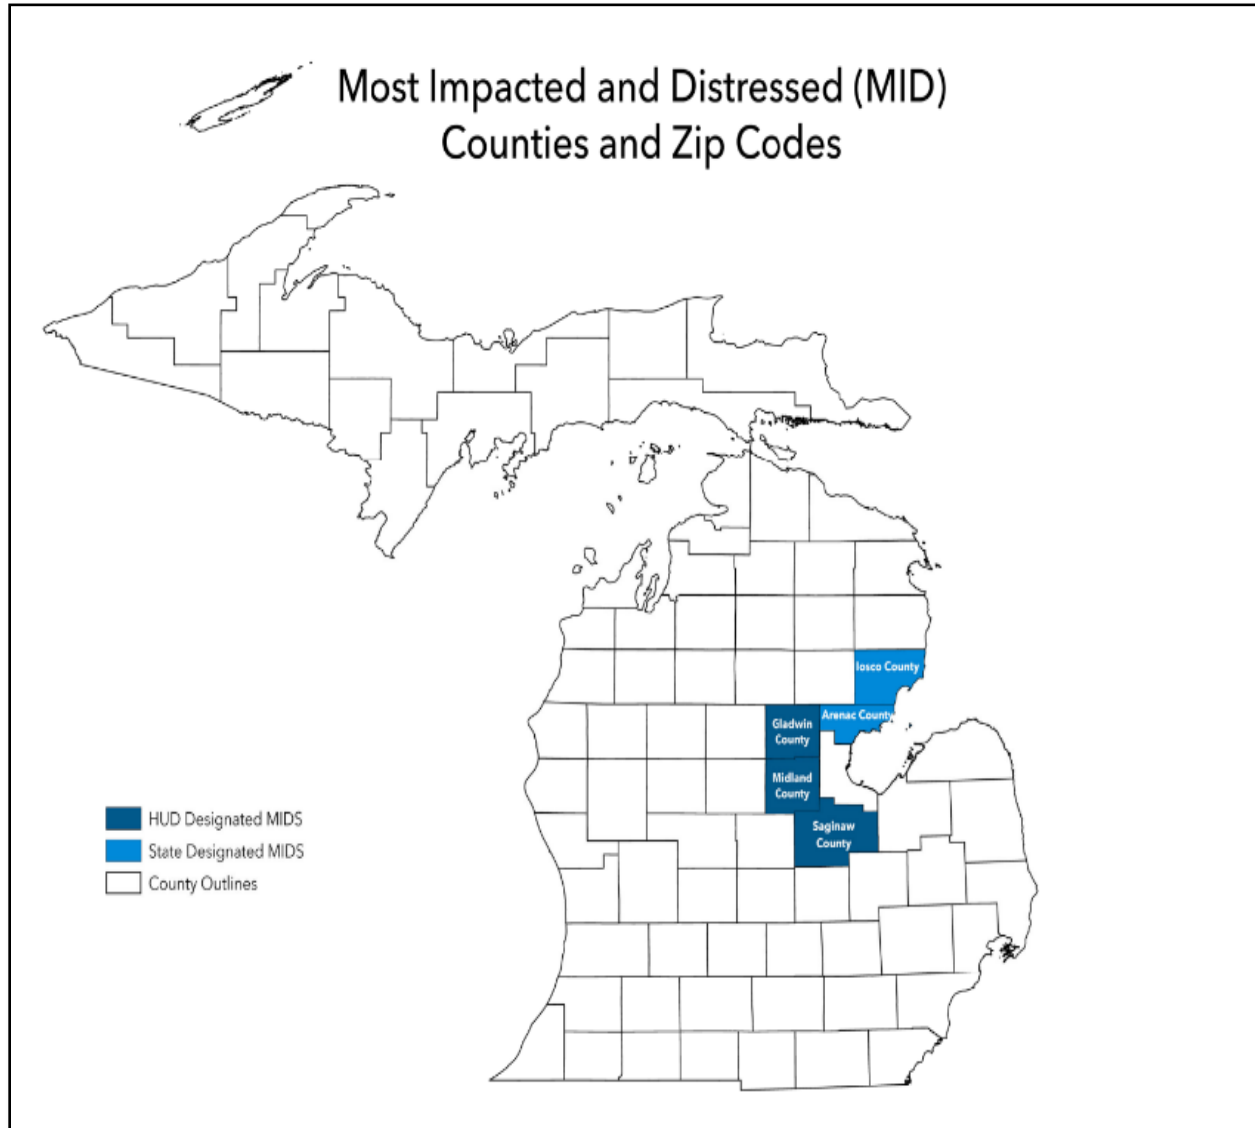 Most Impacted and Distressed (MID)
Counties and Zip Codes
Iosco County
Arenac County
Gladwin
County
Midland
County
Saginaw
County
HUD Designated MIDS
State Designated MIDS
County Outlines